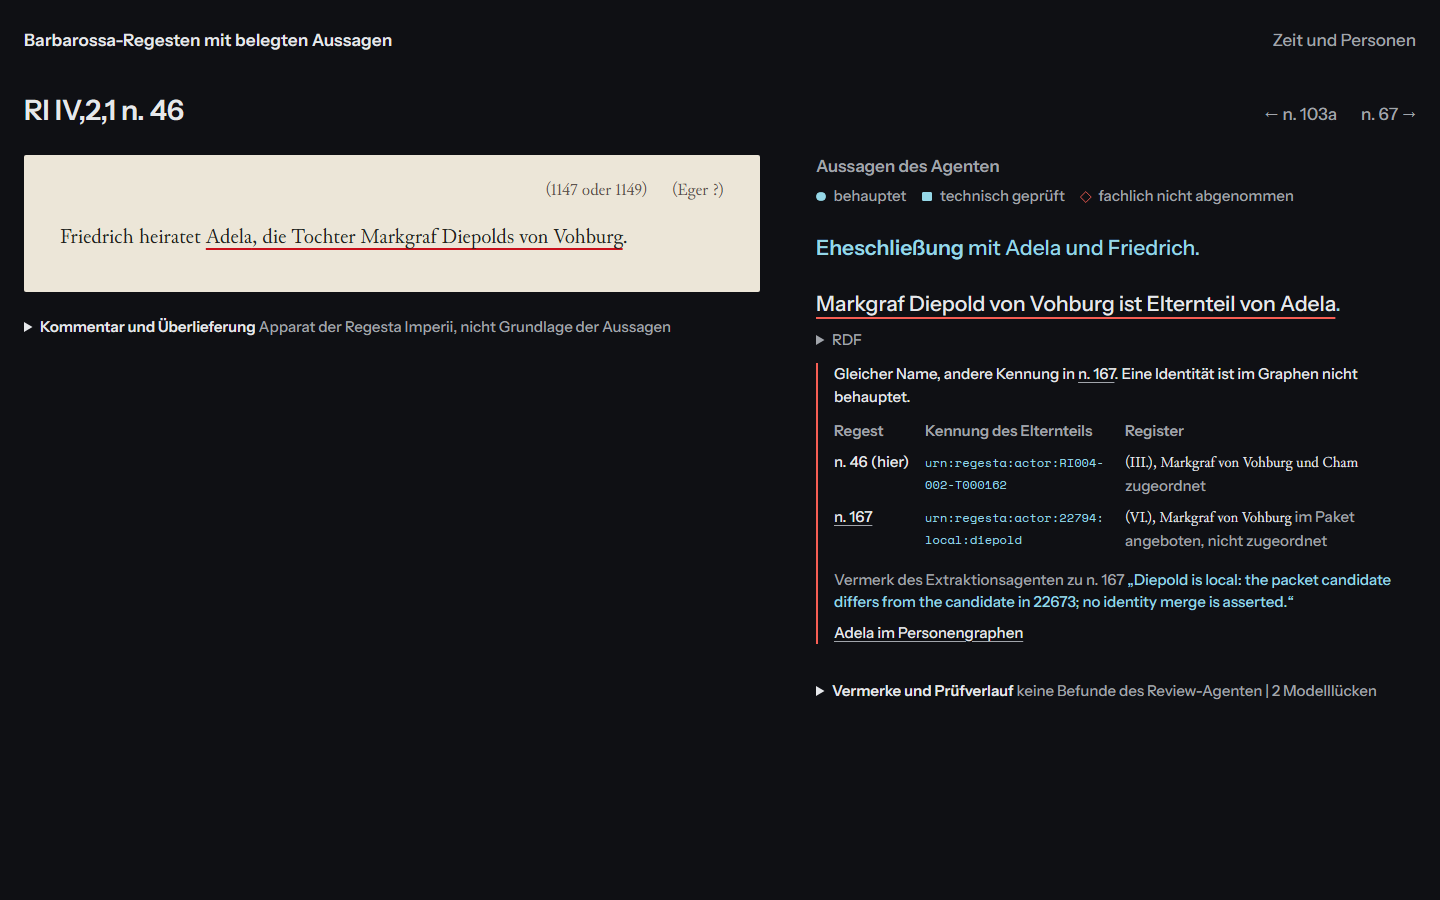 Barbarossa-Regesten mit belegten Aussagen
Zeit und Personen
RI IV,2,1 n. 46
← n. 103a
n. 67 →
(1147 oder 1149)
(Eger ?)
Friedrich heiratet Adela, die Tochter Markgraf Diepolds von Vohburg.
Kommentar und Überlieferung Apparat der Regesta Imperii, nicht Grundlage der Aussagen
Aussagen des Agenten
behauptet technisch geprüft fachlich nicht abgenommen
Eheschließung mit Adela und Friedrich.
Markgraf Diepold von Vohburg ist Elternteil von Adela.
RDF
Gleicher Name, andere Kennung in n. 167. Eine Identität ist im Graphen nicht
behauptet.
Regest Kennung des Elternteils Register
n. 46 (hier) urn:regesta:actor:RI004- (III.), Markgraf von Vohburg und Cham
002-T000162 zugeordnet
n. 167 urn:regesta:actor:22794: (VI.), Markgraf von Vohburg im Paket
local:diepold angeboten, nicht zugeordnet
Vermerk des Extraktionsagenten zu n. 167 „Diepold is local: the packet candidate
differs from the candidate in 22673; no identity merge is asserted.“
Adela im Personengraphen
Vermerke und Prüfverlauf keine Befunde des Review-Agenten | 2 Modelllücken